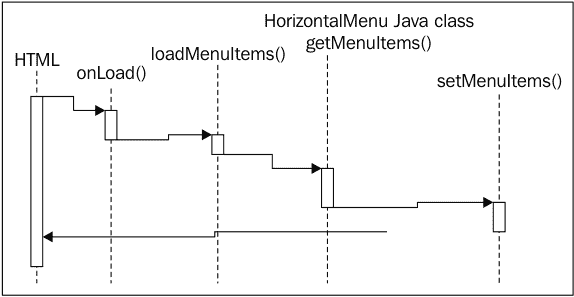 HorizontalMenu Java class
HTML
onLoad()
loadMenuItems()
getMenuItems()
setMenuItems()